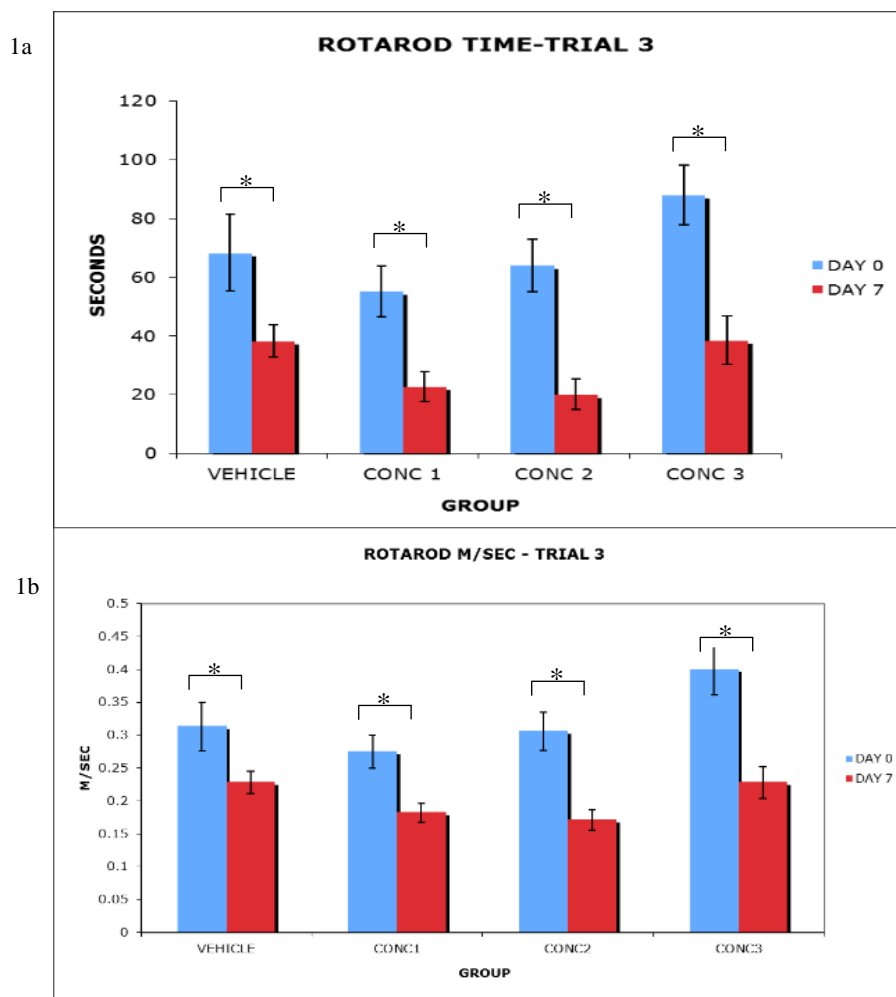 1a
ROTAROD TIME-TRIAL 3
120
100
80
60
40
20
0
SECONDS
* * * *
DAY 0
DAY 7
VEHICLE CONC 1 CONC 2 CONC 3
GROUP
1b
ROTAROD M/SEC - TRIAL 3
0.5
0.45
0.4
0.35
0.3
0.25
0.2
0.15
0.1
0.05
0
M/SEC
* * * *
DAY 0
DAY 7
VEHICLE CONC1 CONC2 CONC3
GROUP